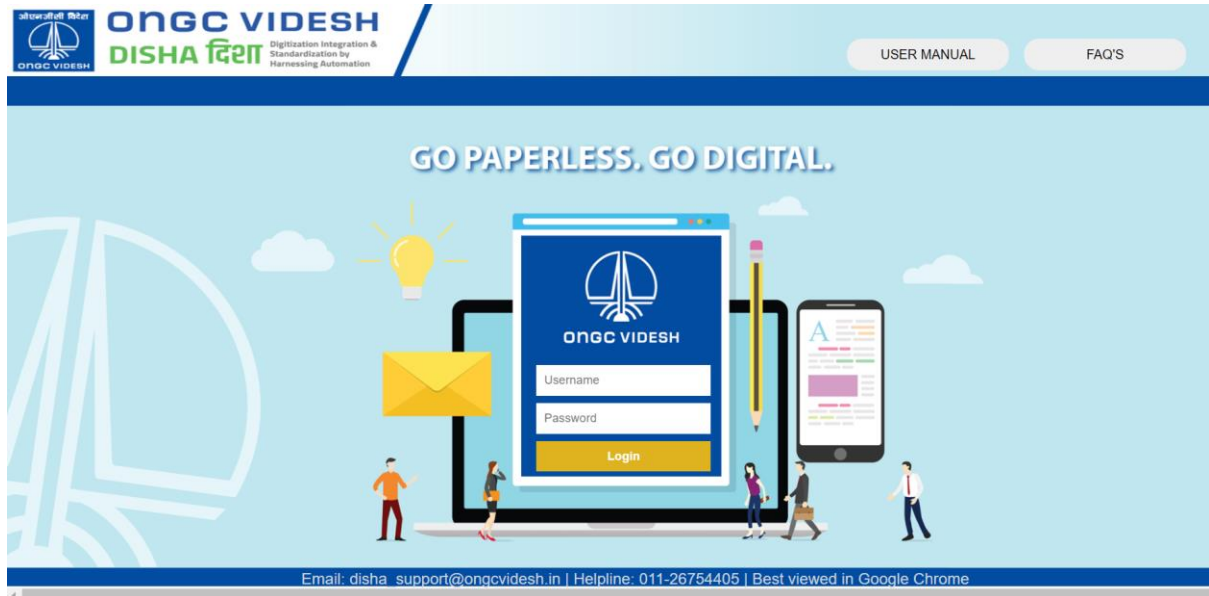 ओएनजीसी विदेश
ONGC VIDESH
ONGC VIDESH
DISHA दिशा
Digitization Integration &
Standardization by
Harnessing Automation
USER MANUAL
FAQ'S
GO PAPERLESS. GO DIGITAL.
ONGC VIDESH
Username
Password
Login
A
Email: disha_support@ongcvidesh.in | Helpline: 011-26754405 | Best viewed in Google Chrome